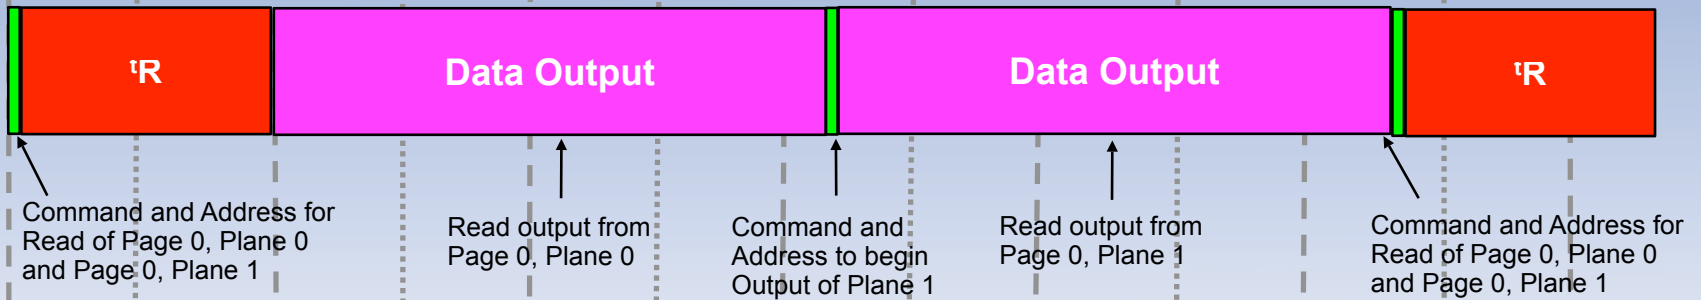 ᵗR
Data Output
Data Output
ᵗR
Command and Address for
Read of Page 0, Plane 0
and Page 0, Plane 1
Read output from
Page 0, Plane 0
Command and
Address to begin
Output of Plane 1
Read output from
Page 0, Plane 1
Command and Address for
Read of Page 0, Plane 0
and Page 0, Plane 1